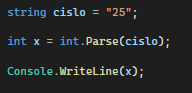 string cislo = "25";
int x = int.Parse(cislo);
Console.WriteLine(x);